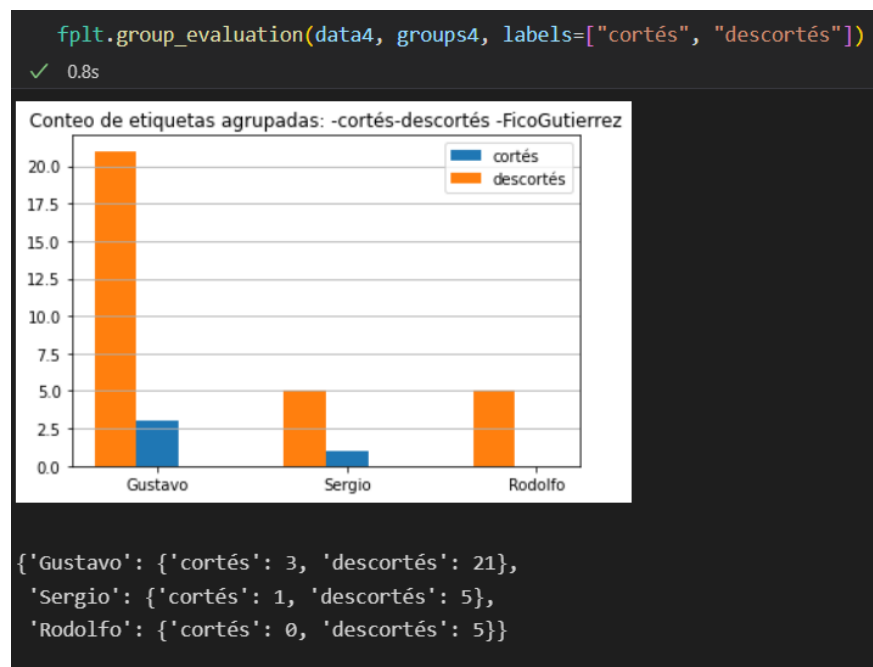 fplt.group_evaluation(data4, groups4, labels=["cortés", "descortés"])
✓ 0.8s
Conteo de etiquetas agrupadas: -cortés-descortés -FicoGutierrez
cortés
descortés
20.0
17.5
15.0
12.5
10.0
7.5
5.0
2.5
0.0
Gustavo Sergio Rodolfo
{'Gustavo': {'cortés': 3, 'descortés': 21},
'Sergio': {'cortés': 1, 'descortés': 5},
'Rodolfo': {'cortés': 0, 'descortés': 5}}